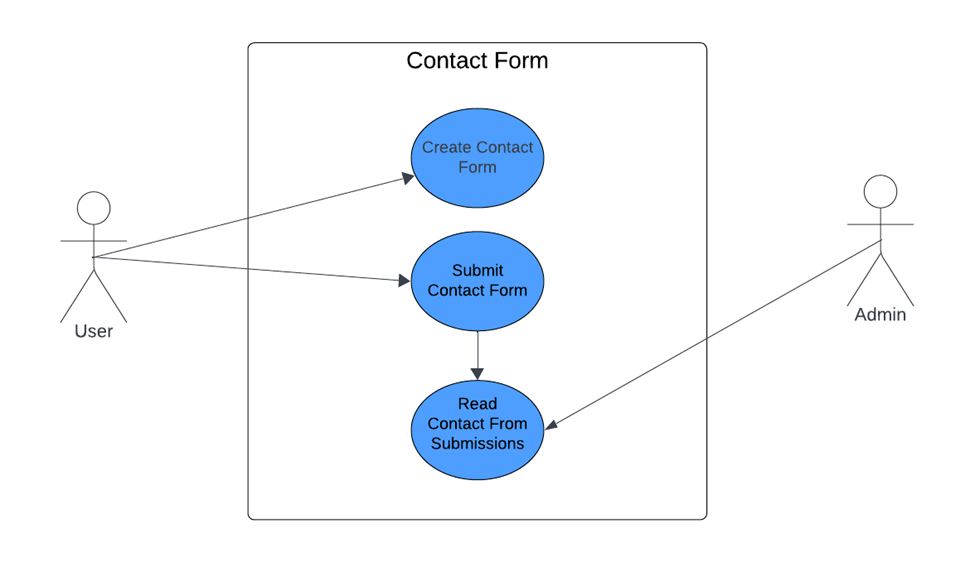 Contact Form
Create Contact
Form
Submit
Contact Form
User
Admin
Read
Contact From
Submissions